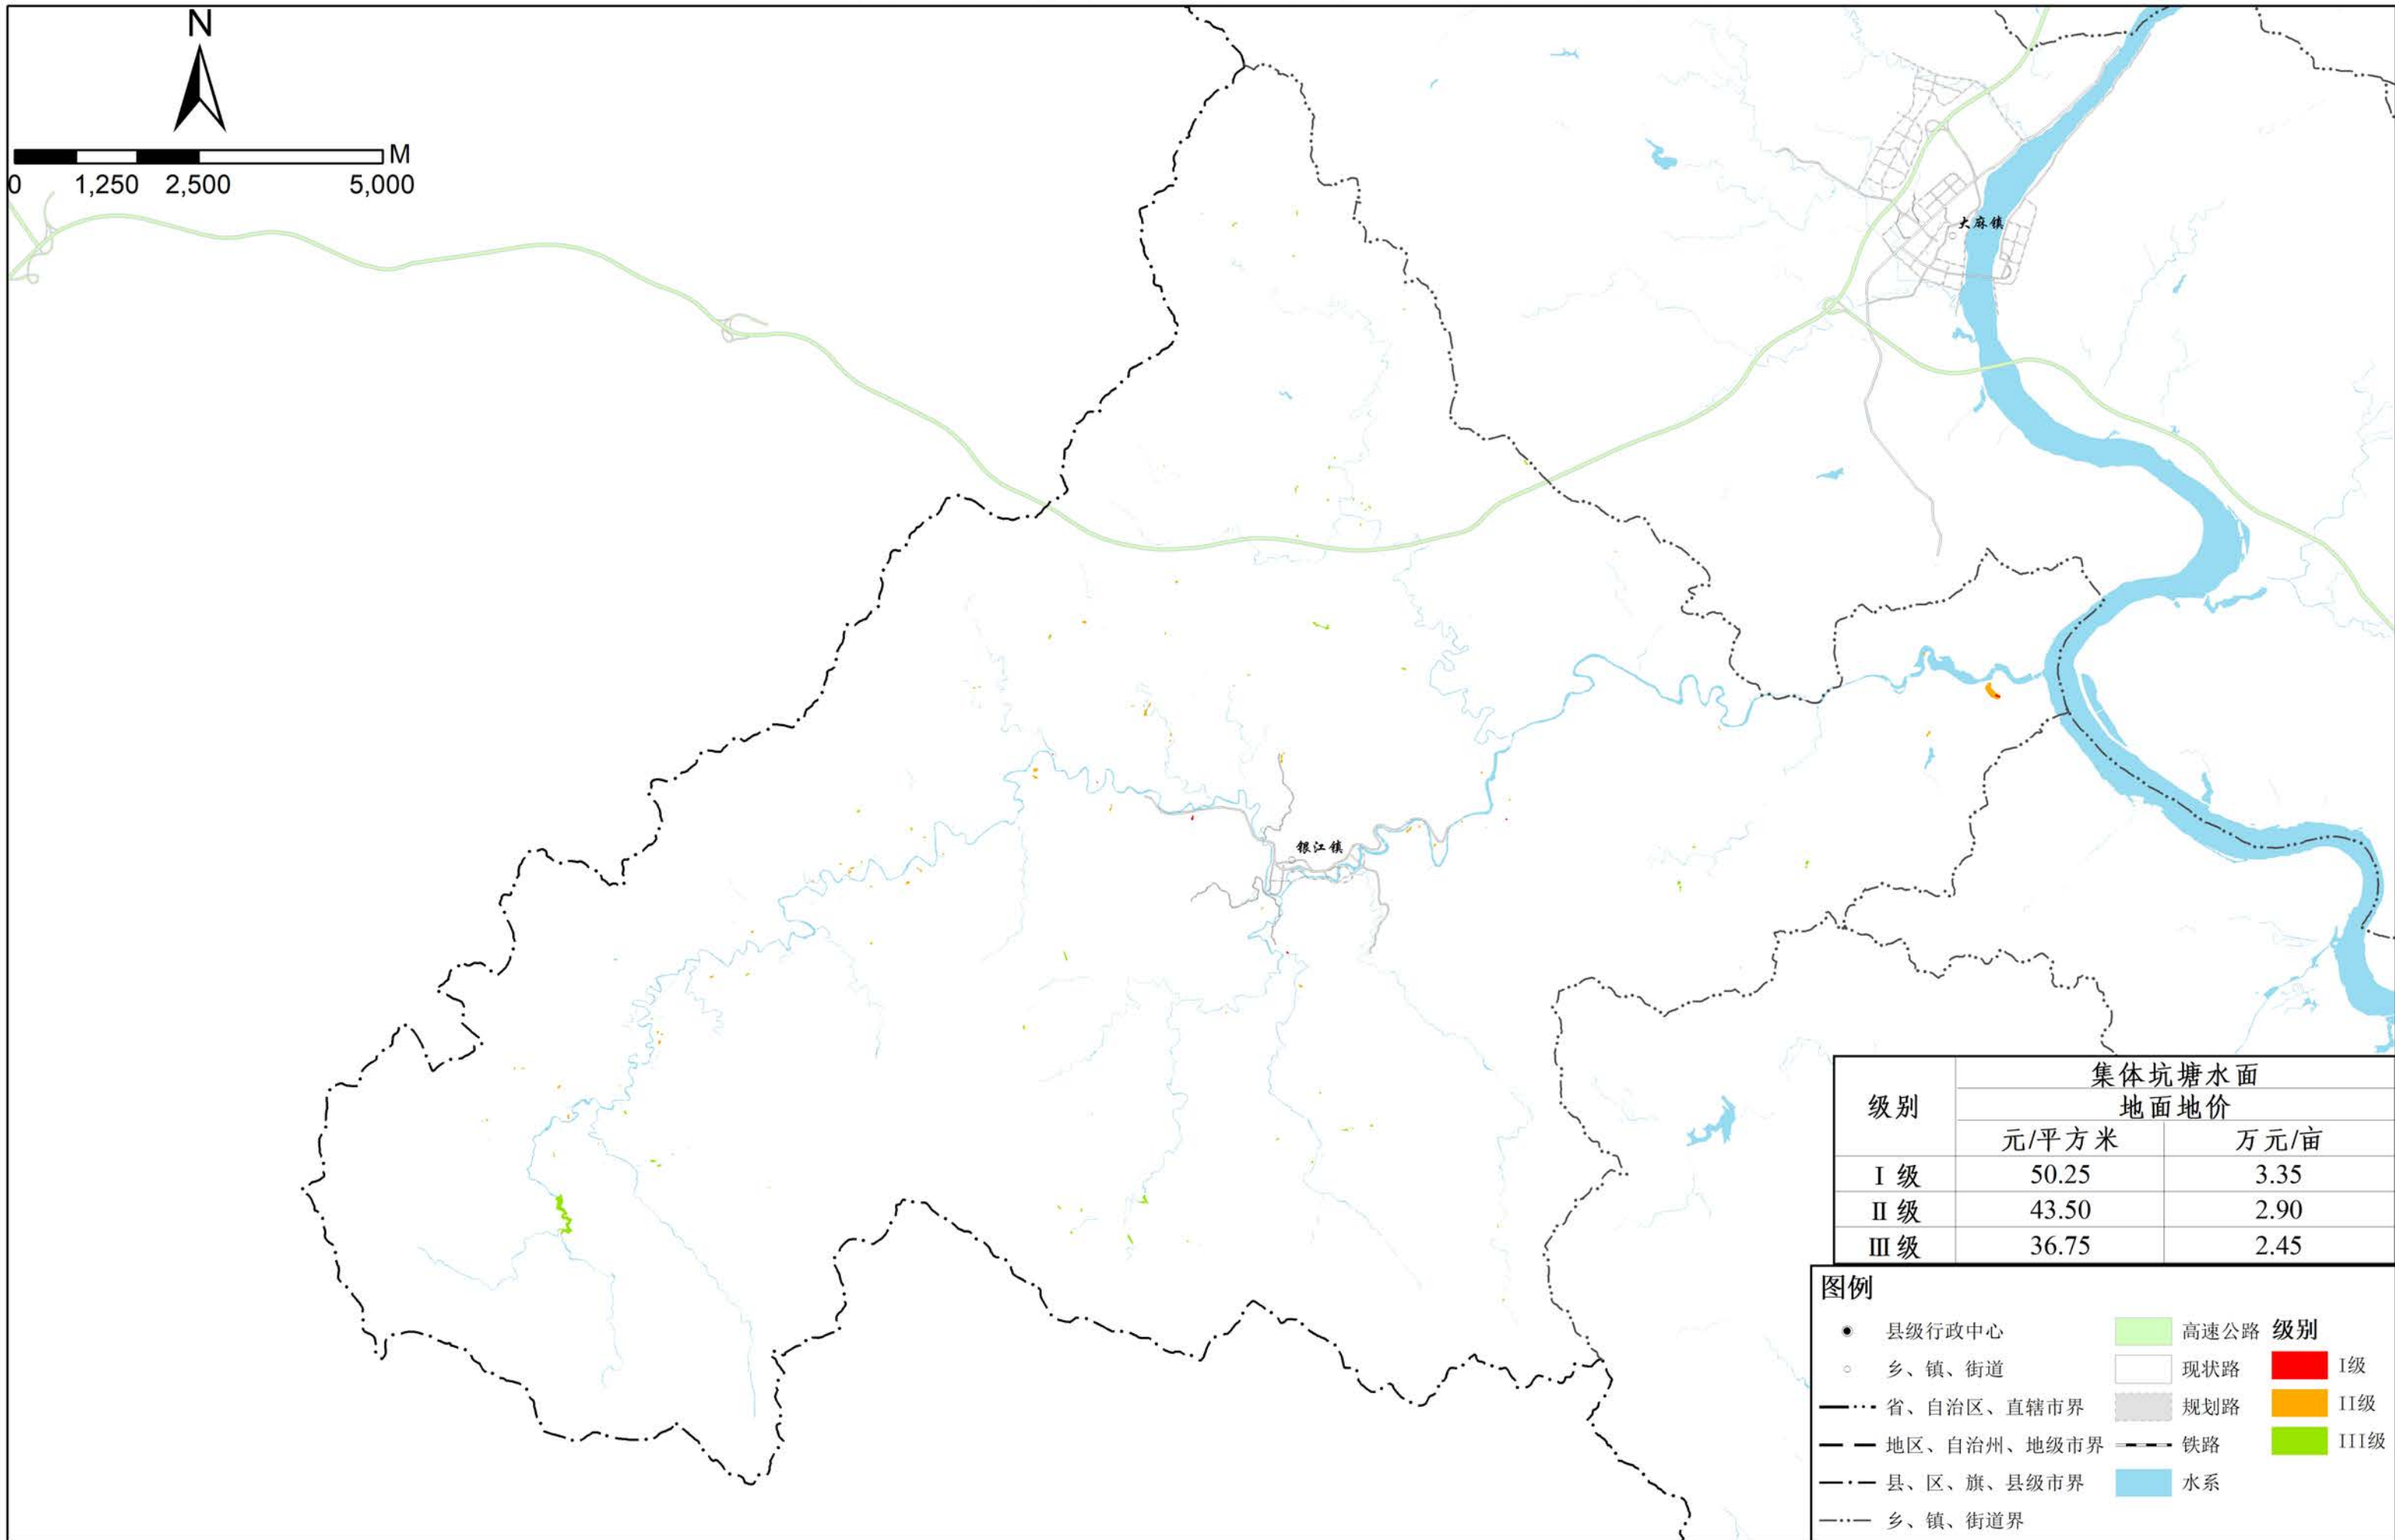 N
M
0 1,250 2,500 5,000
大麻镇
银江镇
级别 集体坑塘水面
地面地价
元/平方米 万元/亩
I 级 50.25 3.35
II 级 43.50 2.90
III 级 36.75 2.45
图例
县级行政中心 高速公路 级别
乡、镇、街道 现状路 I级
省、自治区、直辖市界 规划路 II级
地区、自治州、地级市界 铁路 III级
县、区、旗、县级市界 水系
乡、镇、街道界